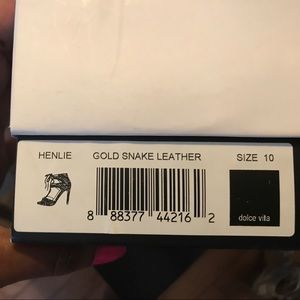 HENLIE GOLD SNAKE LEATHER SIZE 10
8 88377 44216 2
dolce vita